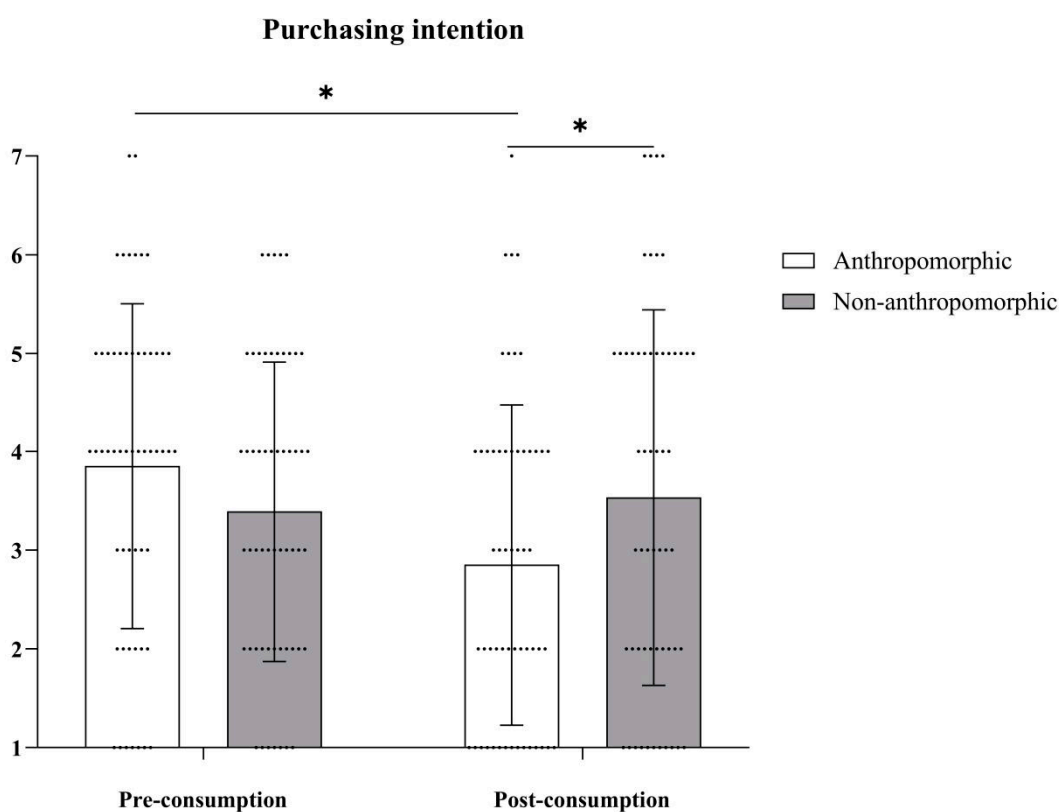 Purchasing intention
*
*
7
6
5
4
3
2
1
Anthropomorphic
Non-anthropomorphic
Pre-consumption
Post-consumption